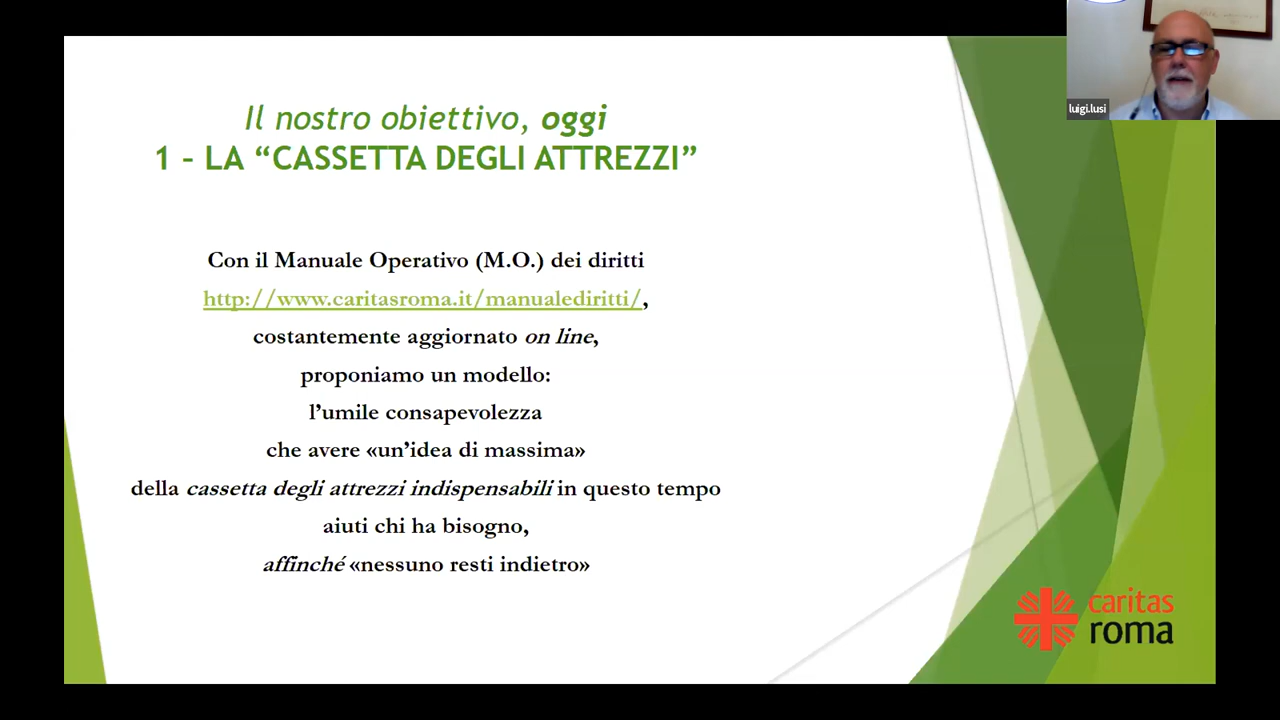 Il nostro obiettivo, oggi
1 – LA “CASSETTA DEGLI ATTREZZI”
Con il Manuale Operativo (M.O.) dei diritti
http://www.caritasroma.it/manualediritti/,
costantemente aggiornato on line,
proponiamo un modello:
l’umile consapevolezza
che avere «un’idea di massima»
della cassetta degli attrezzi indispensabili in questo tempo
aiuti chi ha bisogno,
affinché «nessuno resti indietro»
luigi.lusi
caritas
roma